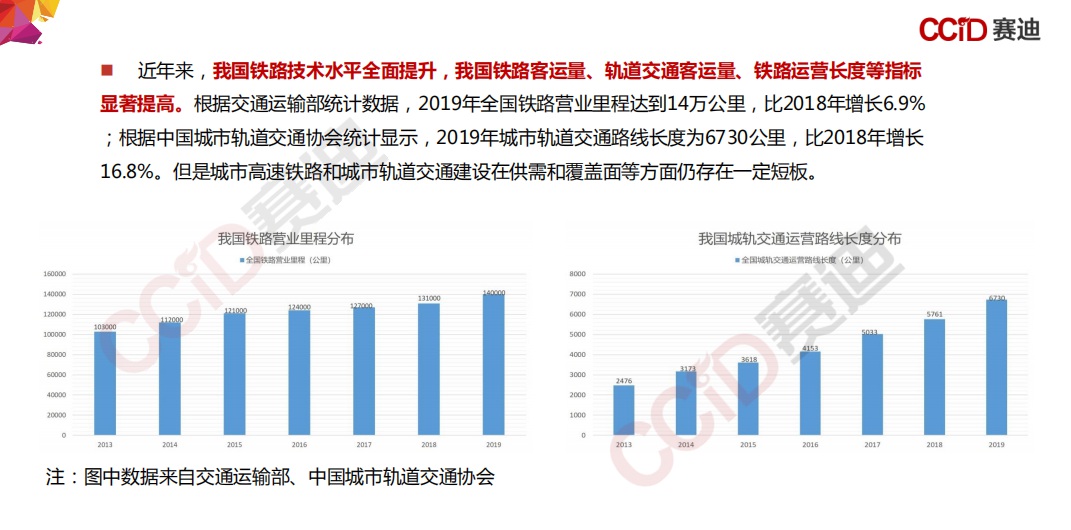 CCID 赛迪
■ 近年来，我国铁路技术水平全面提升，我国铁路客运量、轨道交通客运量、铁路运营长度等指标
显著提高。根据交通运输部统计数据，2019年全国铁路营业里程达到14万公里，比2018年增长6.9%
；根据中国城市轨道交通协会统计显示，2019年城市轨道交通路线长度为6730公里，比2018年增长
16.8%。但是城市高速铁路和城市轨道交通建设在供需和覆盖面等方面仍存在一定短板。
我国铁路营业里程分布
全国铁路营业里程（公里）
160000
140000
120000
100000
80000
60000
40000
20000
0
103000
112000
121000
124000
127000
131000
140000
2013 2014 2015 2016 2017 2018 2019
我国城轨交通运营路线长度分布
全国城轨交通运营路线长度（公里）
8000
7000
6000
5000
4000
3000
2000
1000
0
2476
3173
3618
4153
5033
5761
6730
2013 2014 2015 2016 2017 2018 2019
CCID赛迪
CCID赛迪
注：图中数据来自交通运输部、中国城市轨道交通协会